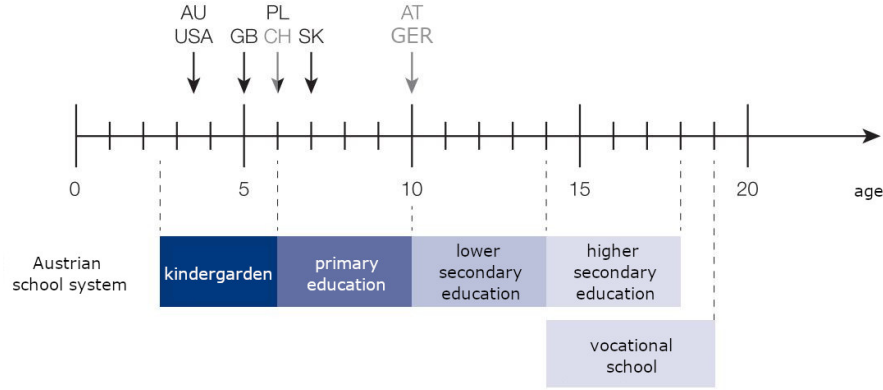 AU
USA
GB
PL
CH
SK
AT
GER
0
5
10
15
20
age
Austrian
school system
kindergarden
primary
education
lower
secondary
education
higher
secondary
education
vocational
school